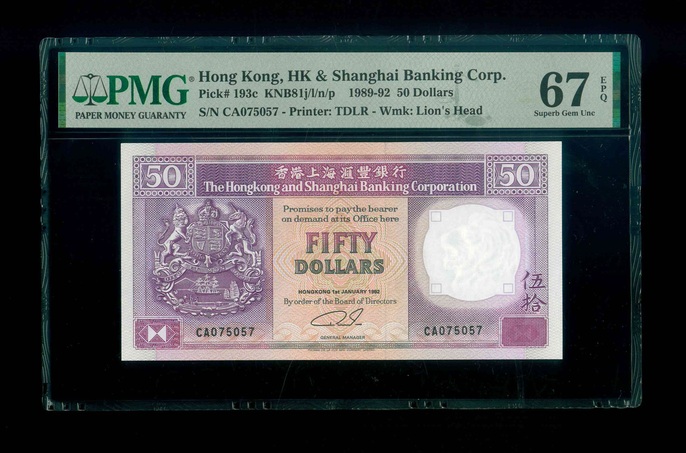 PMG®
PAPER MONEY GUARANTY
Hong Kong, HK & Shanghai Banking Corp.
Pick# 193c KNB81j/l/n/p 1989-92 50 Dollars
S/N CA075057 - Printer: TDLR - Wmk: Lion's Head
67 EPQ
Superb Gem Unc
50
香港上海滙豐銀行
50
The Hongkong and Shanghai Banking Corporation
Promises to pay the bearer
on demand at its Office here
FIFTY
DOLLARS
HONGKONG 1st JANUARY 1992
By order of the Board of Directors
伍拾
CA075057
CA075057
GENERAL MANAGER